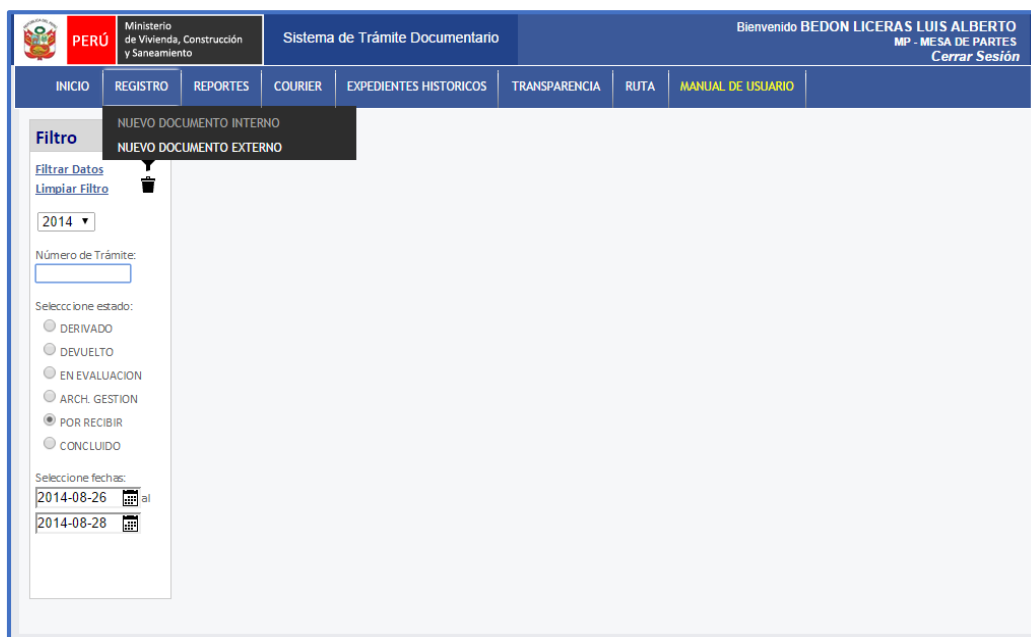 PERÚ
Ministerio
de Vivienda, Construcción
y Saneamiento
Sistema de Trámite Documentario
Bienvenido BEDON LICERAS LUIS ALBERTO
MP - MESA DE PARTES
Cerrar Sesión
INICIO REGISTRO REPORTES COURIER EXPEDIENTES HISTORICOS TRANSPARENCIA RUTA MANUAL DE USUARIO
NUEVO DOCUMENTO INTERNO
NUEVO DOCUMENTO EXTERNO
Filtro
Filtrar Datos
Limpiar Filtro
2014
Número de Trámite:
Selecccione estado:
DERIVADO
DEVUELTO
EN EVALUACION
ARCH. GESTION
POR RECIBIR
CONCLUIDO
Seleccione fechas:
2014-08-26 al
2014-08-28